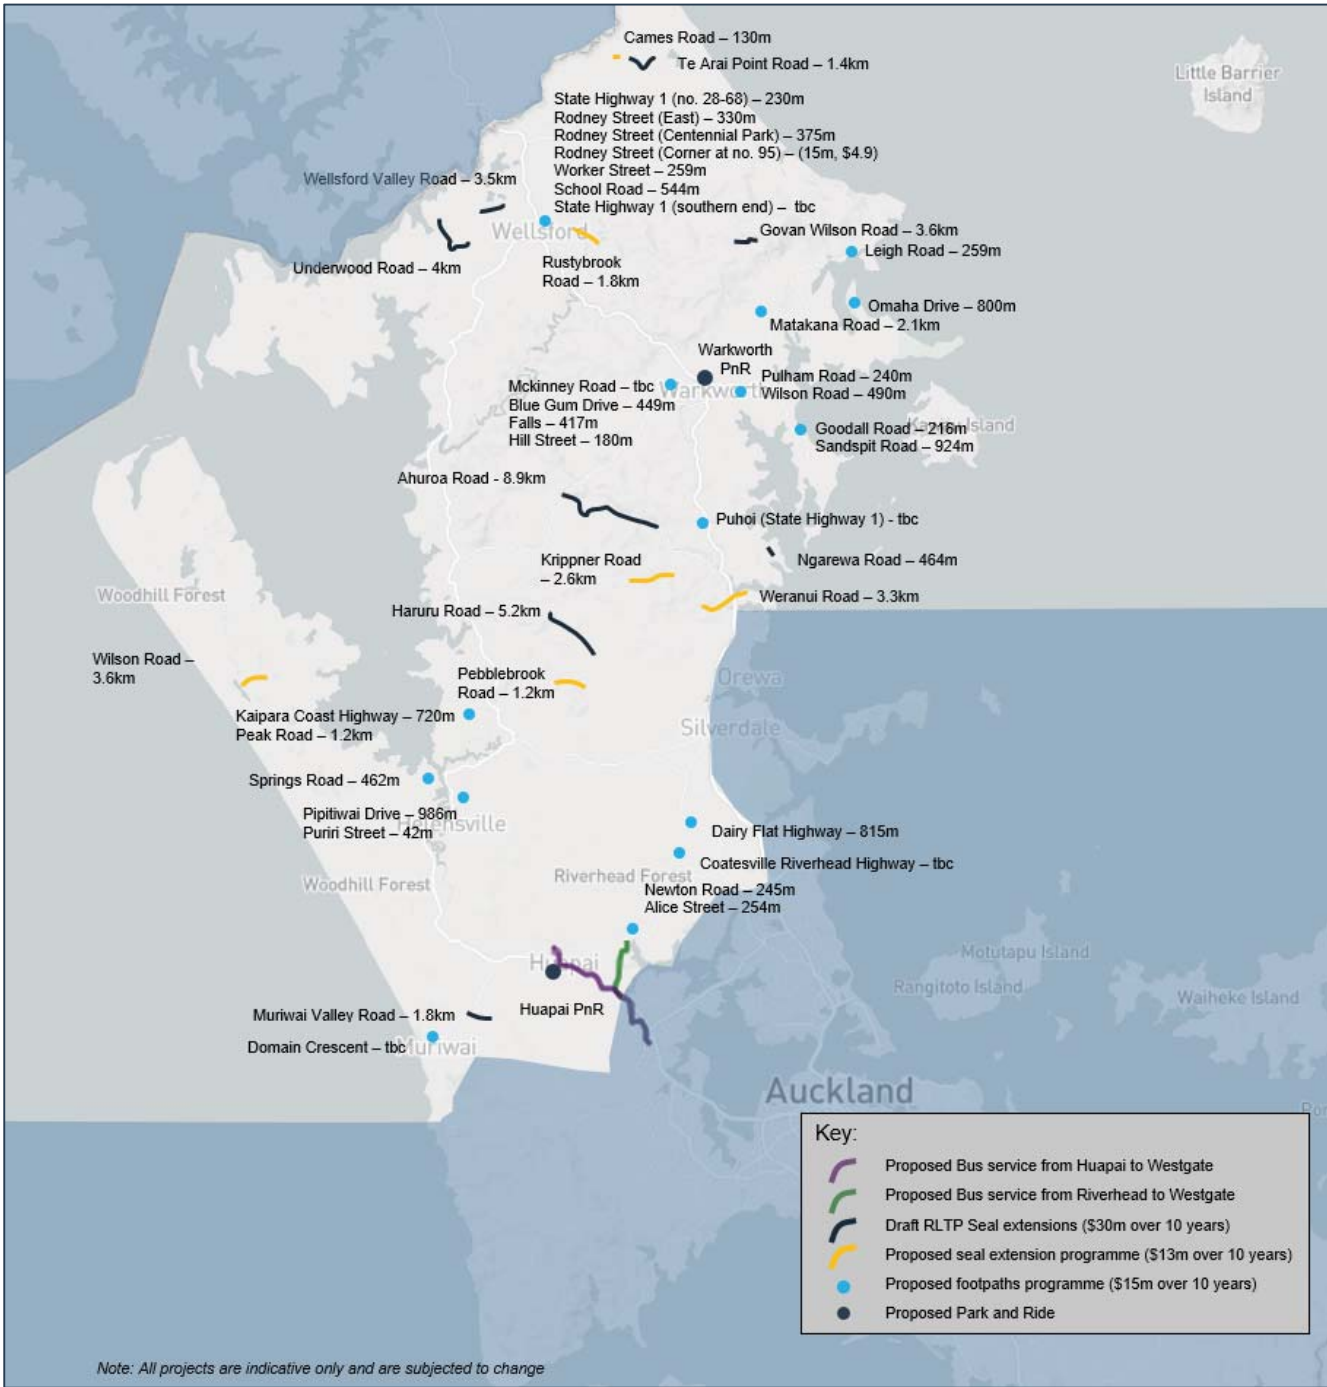 Cames Road – 130m
Te Arai Point Road – 1.4km
Little Barrier
Island
State Highway 1 (no. 28-68) – 230m
Rodney Street (East) – 330m
Rodney Street (Centennial Park) – 375m
Rodney Street (Corner at no. 95) – (15m, $4.9)
Worker Street – 259m
School Road – 544m
State Highway 1 (southern end) – tbc
Wellsford Valley Road – 3.5km
Wellsford
Underwood Road – 4km
Rustybrook
Road – 1.8km
Govan Wilson Road – 3.6km
Leigh Road – 259m
Omaha Drive – 800m
Matakana Road – 2.1km
Warkworth
PnR
Warkworth
Pulham Road – 240m
Wilson Road – 490m
Mckinney Road – tbc
Blue Gum Drive – 449m
Falls – 417m
Hill Street – 180m
Goodall Road – 216m
Sandspit Road – 924m
Island
Ahuroa Road - 8.9km
Puhoi (State Highway 1) - tbc
Ngarewa Road – 464m
Krippner Road
– 2.6km
Weranui Road – 3.3km
Woodhill Forest
Haruru Road – 5.2km
Wilson Road –
3.6km
Pebblebrook
Road – 1.2km
Orewa
Silverdale
Kaipara Coast Highway – 720m
Peak Road – 1.2km
Springs Road – 462m
Pipitiwai Drive – 986m
Puriri Street – 42m
Helensville
Dairy Flat Highway – 815m
Coatesville Riverhead Highway – tbc
Woodhill Forest
Riverhead Forest
Newton Road – 245m
Alice Street – 254m
Huapai
Huapai PnR
Motutapu Island
Rangitoto Island
Waiheke Island
Muriwai Valley Road – 1.8km
Domain Crescent – tbc
Muriwai
Auckland
Key:
Proposed Bus service from Huapai to Westgate
Proposed Bus service from Riverhead to Westgate
Draft RLTP Seal extensions ($30m over 10 years)
Proposed seal extension programme ($13m over 10 years)
Proposed footpaths programme ($15m over 10 years)
Proposed Park and Ride
Note: All projects are indicative only and are subjected to change